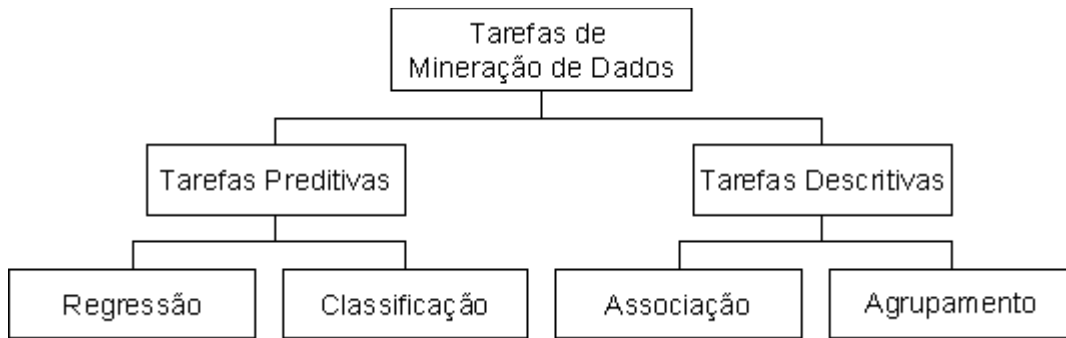 Tarefas de
Mineração de Dados
Tarefas Preditivas
Tarefas Descritivas
Regressão
Classificação
Associação
Agrupamento